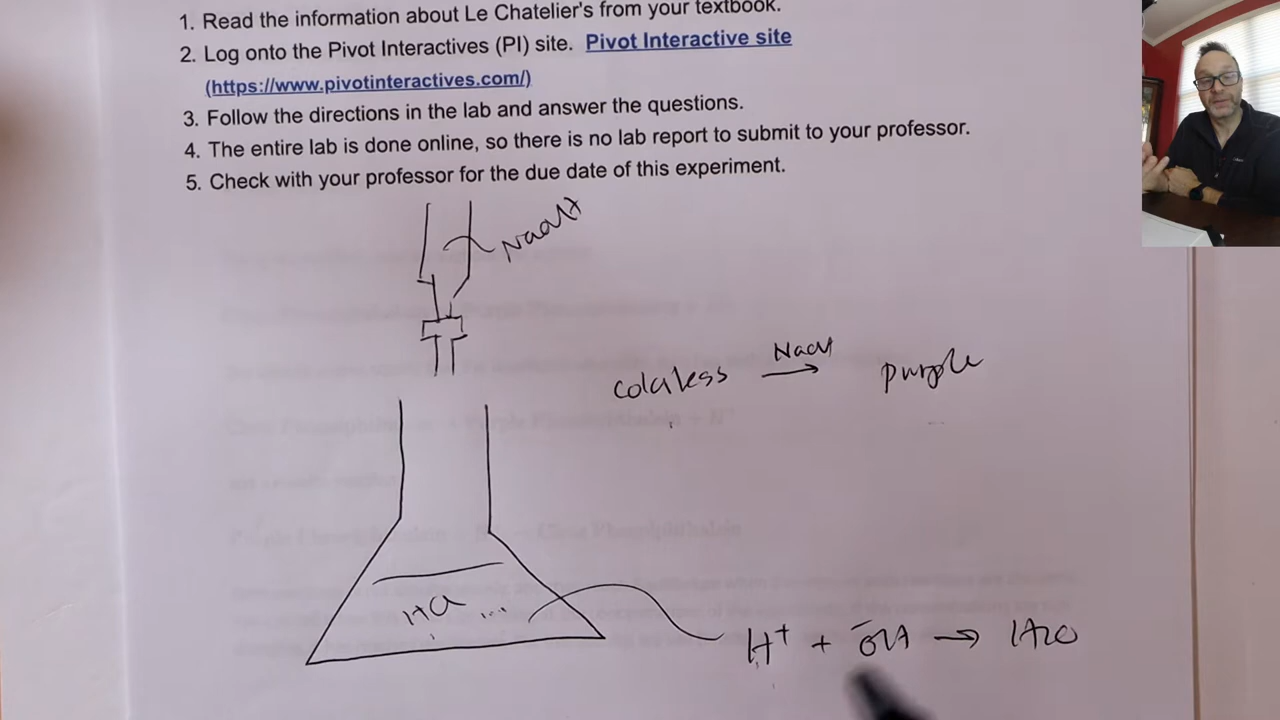 1. Read the information about Le Chatelier's from your textbook.
2. Log onto the Pivot Interactives (PI) site. Pivot Interactive site
(https://www.pivotinteractives.com/)
3. Follow the directions in the lab and answer the questions.
4. The entire lab is done online, so there is no lab report to submit to your professor.
5. Check with your professor for the due date of this experiment.
NaOH
NaOH
Colorless → purple
HCl ...
H⁺ + ⁻OH → H2O